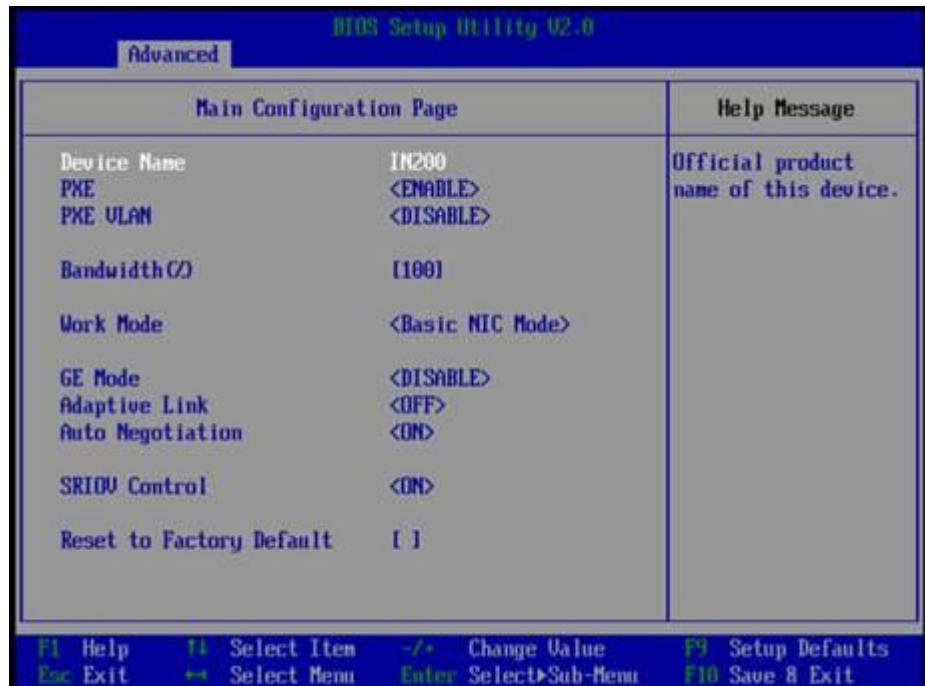 BIOS Setup Utility V2.0
Advanced
Main Configuration Page
Help Message
Device Name IN200
Official product name of this device.
PXE <ENABLE>
PXE VLAN <DISABLE>
Bandwidth(%) [100]
Work Mode <Basic NIC Mode>
GE Mode <DISABLE>
Adaptive Link <OFF>
Auto Negotiation <ON>
SRIOV Control <ON>
Reset to Factory Default [ ]
F1 Help ↑↓ Select Item -/+ Change Value F9 Setup Defaults
Esc Exit ↔ Select Menu Enter Select▶Sub-Menu F10 Save & Exit